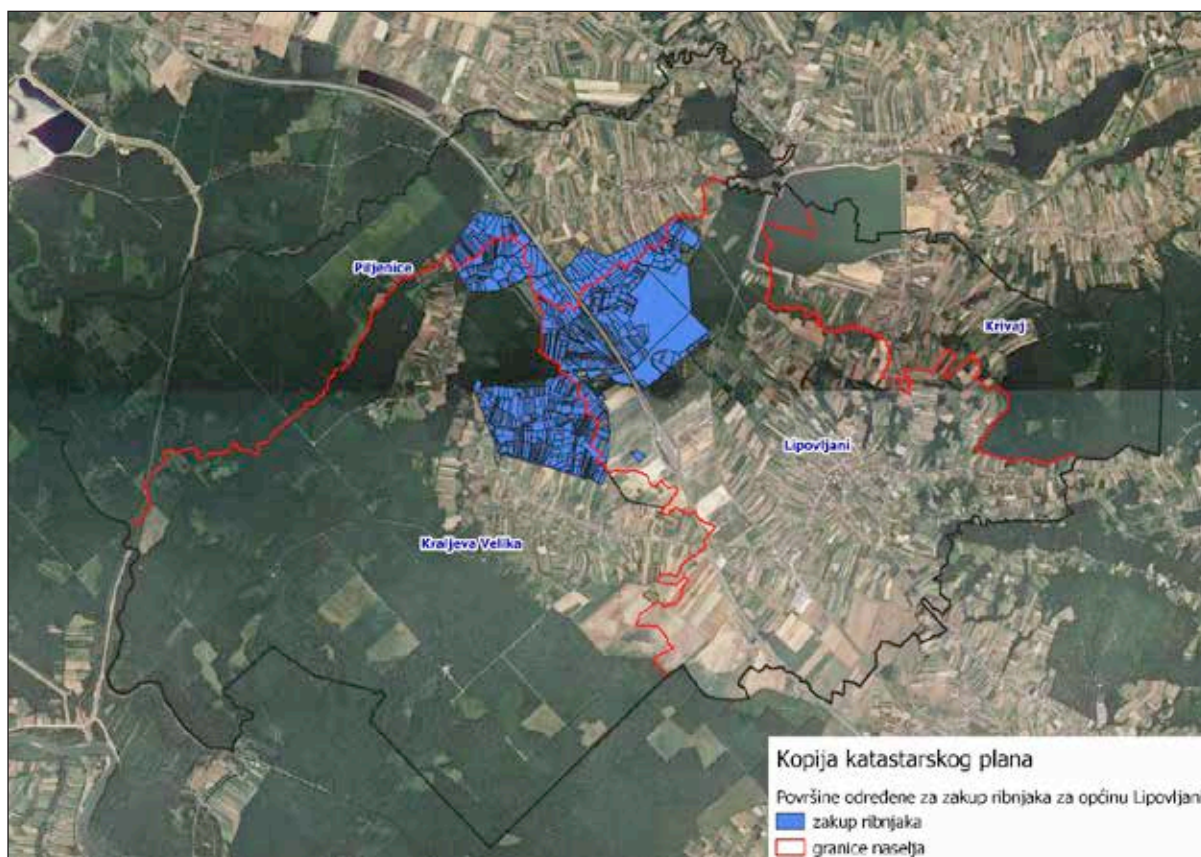 Piljenice
Krivaj
Lipovljani
Kraljeva Velika
Kopija katastarskog plana
Površine određene za zakup ribnjaka za općinu Lipovljani
zakup ribnjaka
granice naselja